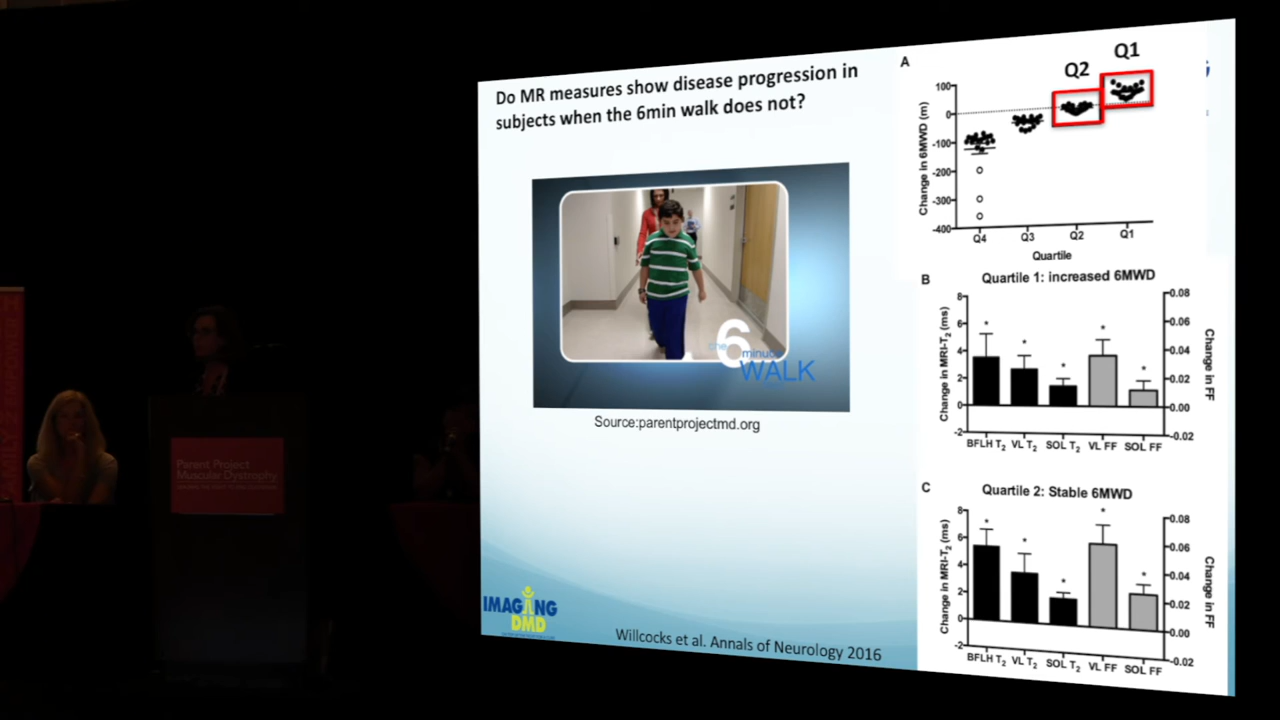 Do MR measures show disease progression in
subjects when the 6min walk does not?
the 6 minute
WALK
Source:parentprojectmd.org
IMAGING
DMD
Willcocks et al. Annals of Neurology 2016
A
Q2
Q1
Change in 6MWD (m)
100
0
-100
-200
-300
-400
Q4 Q3 Q2 Q1
Quartile
B
Quartile 1: increased 6MWD
Change in MRI-T2 (ms)
8
6
4
2
0
-2
0.08
0.06
0.04
0.02
0.00
-0.02
Change in FF
* * * * *
BFLH T2 VL T2 SOL T2 VL FF SOL FF
C
Quartile 2: Stable 6MWD
Change in MRI-T2 (ms)
8
6
4
2
0
-2
0.08
0.06
0.04
0.02
0.00
-0.02
Change in FF
* * * * *
BFLH T2 VL T2 SOL T2 VL FF SOL FF
Parent Project
Muscular Dystrophy